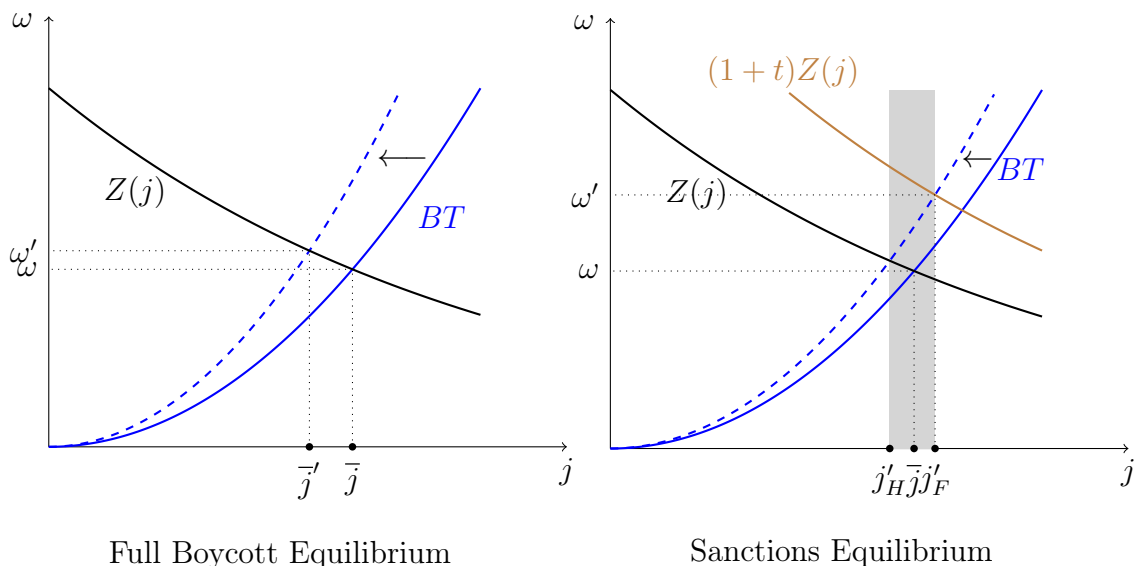 ω
Z(j)
BT
ω′
ω
j̄′
j̄
j
Full Boycott Equilibrium
ω
(1 + t)Z(j)
Z(j)
BT
ω′
ω
j′_H
j̄
j′_F
j
Sanctions Equilibrium